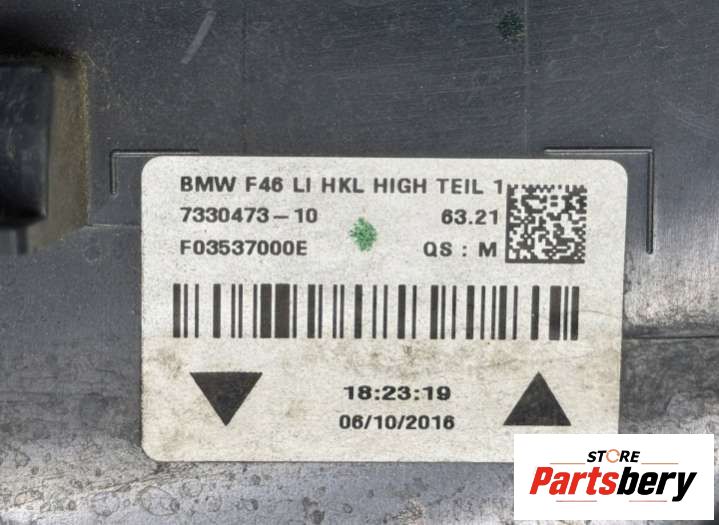 BMW F46 LI HKL HIGH TEIL 1
7330473-10 63.21
F03537000E QS : M
18:23:19
06/10/2016
STORE
Partsbery